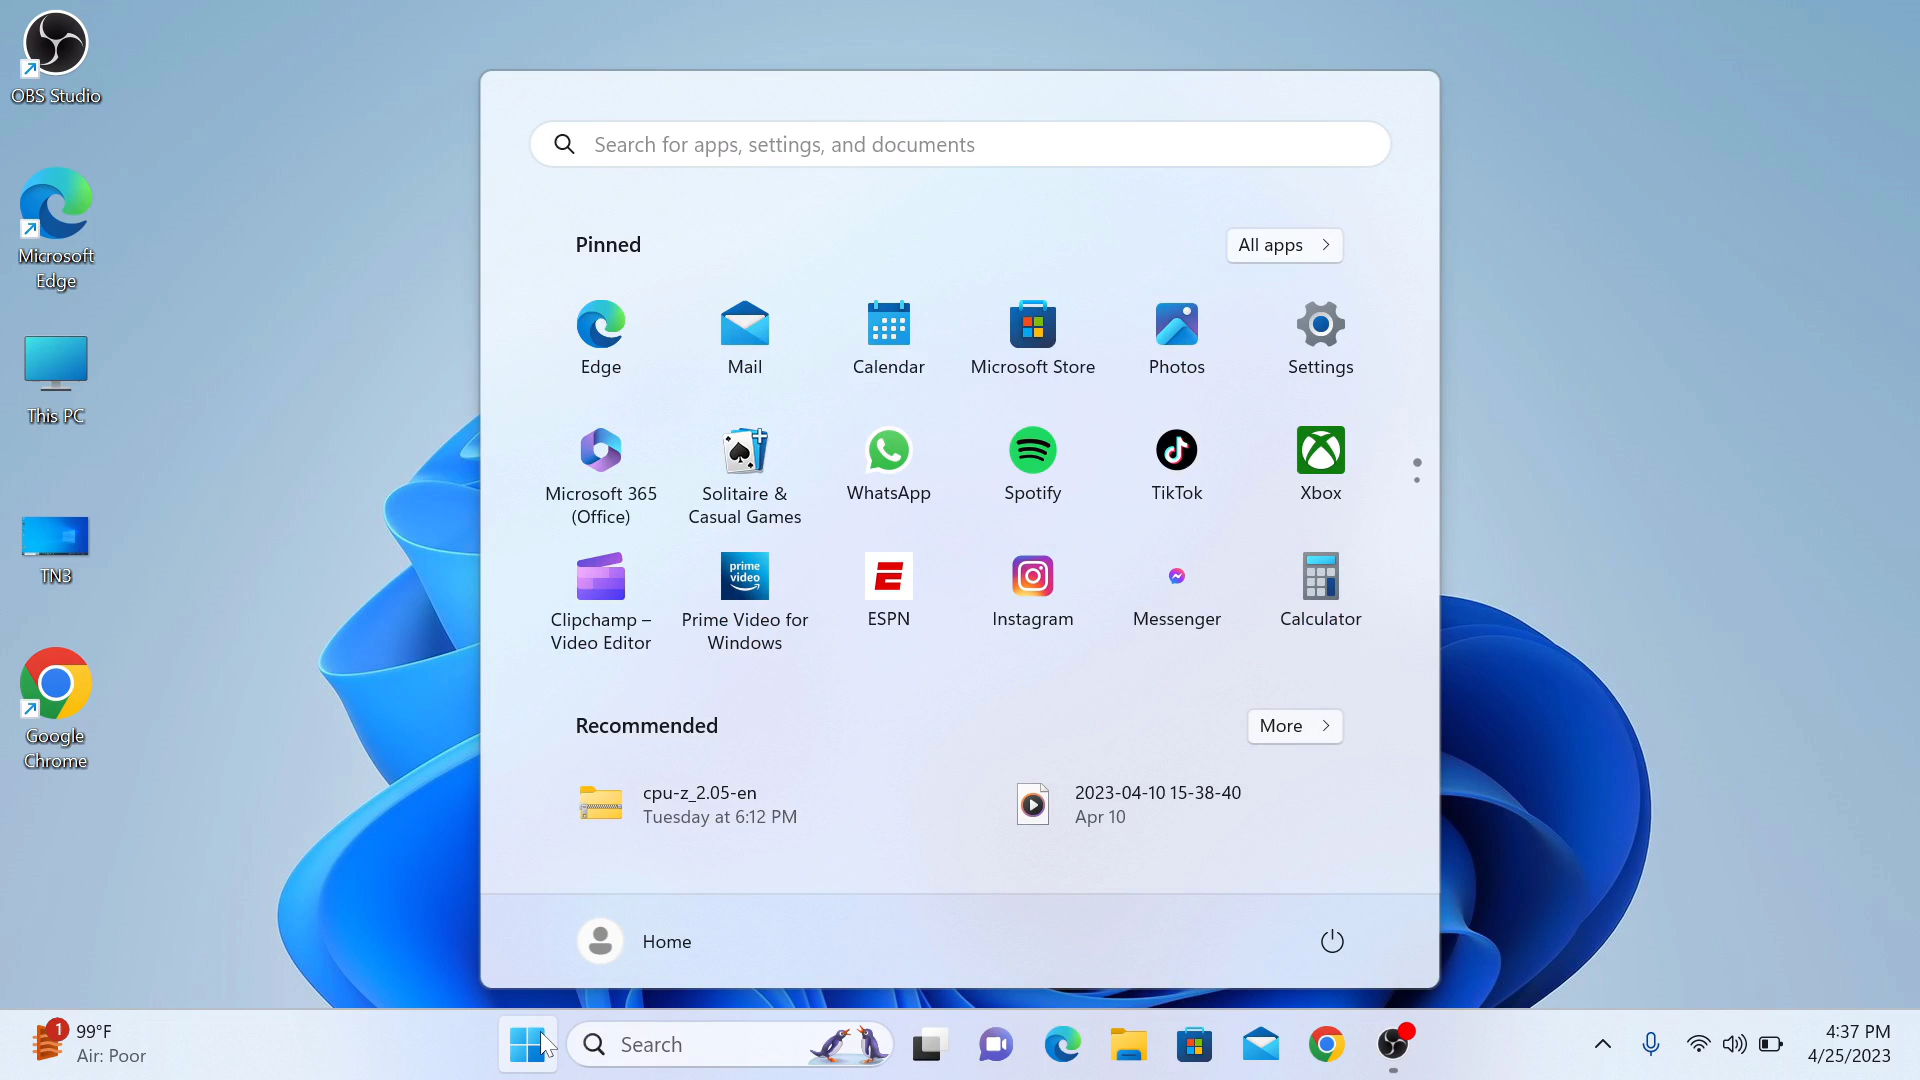 OBS Studio
Microsoft
Edge
This PC
TN3
Google
Chrome
Search for apps, settings, and documents
Pinned
All apps
Edge
Mail
Calendar
Microsoft Store
Photos
Settings
Microsoft 365
(Office)
Solitaire &
Casual Games
WhatsApp
Spotify
TikTok
Xbox
prime
video
Clipchamp –
Video Editor
Prime Video for
Windows
ESPN
Instagram
Messenger
Calculator
Recommended
More
cpu-z_2.05-en
Tuesday at 6:12 PM
2023-04-10 15-38-40
Apr 10
Home
1
99°F
Air: Poor
Search
4:37 PM
4/25/2023